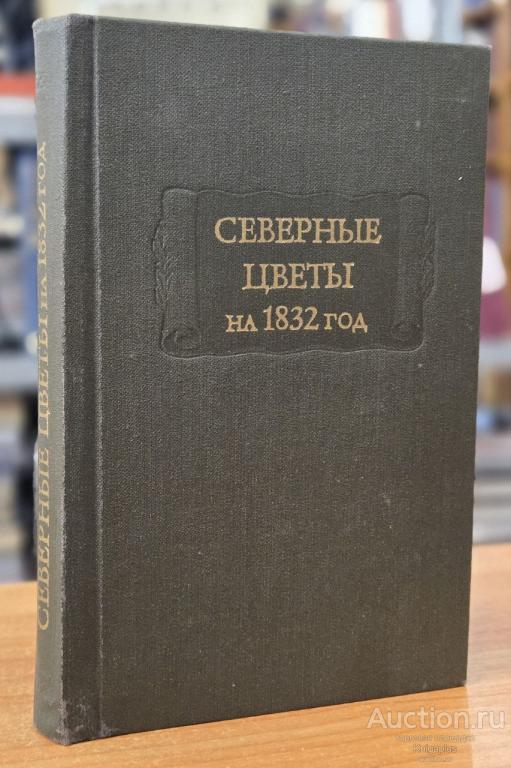 СЕВЕРНЫЕ
ЦВЕТЫ
НА 1832 ГОД
СЕВЕРНЫЕ ЦВЕТЫ НА 1832 ГОД
Auction.ru